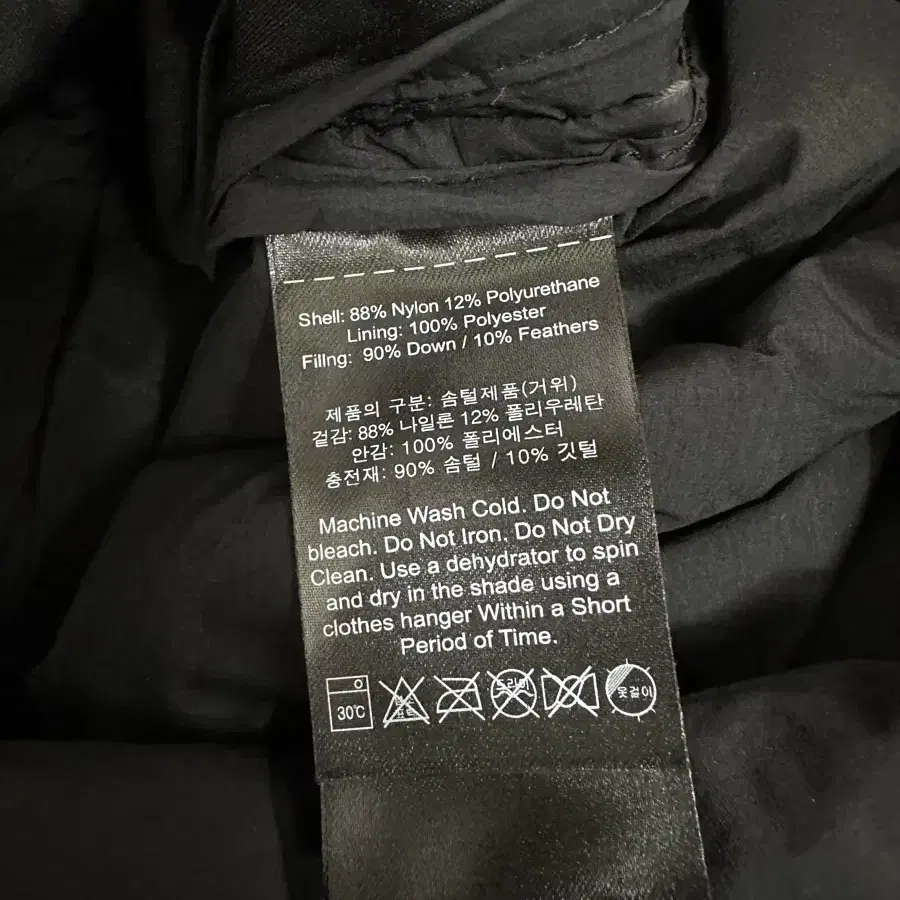 Shell: 88% Nylon 12% Polyurethane
Lining: 100% Polyester
Fillng: 90% Down / 10% Feathers
제품의 구분: 솜털제품(거위)
겉감: 88% 나일론 12% 폴리우레탄
안감: 100% 폴리에스터
충전재: 90% 솜털 / 10% 깃털
Machine Wash Cold. Do Not
bleach. Do Not Iron. Do Not Dry
Clean. Use a dehydrator to spin
and dry in the shade using a
clothes hanger Within a Short
Period of Time.
30℃ 드라이 옷걸이